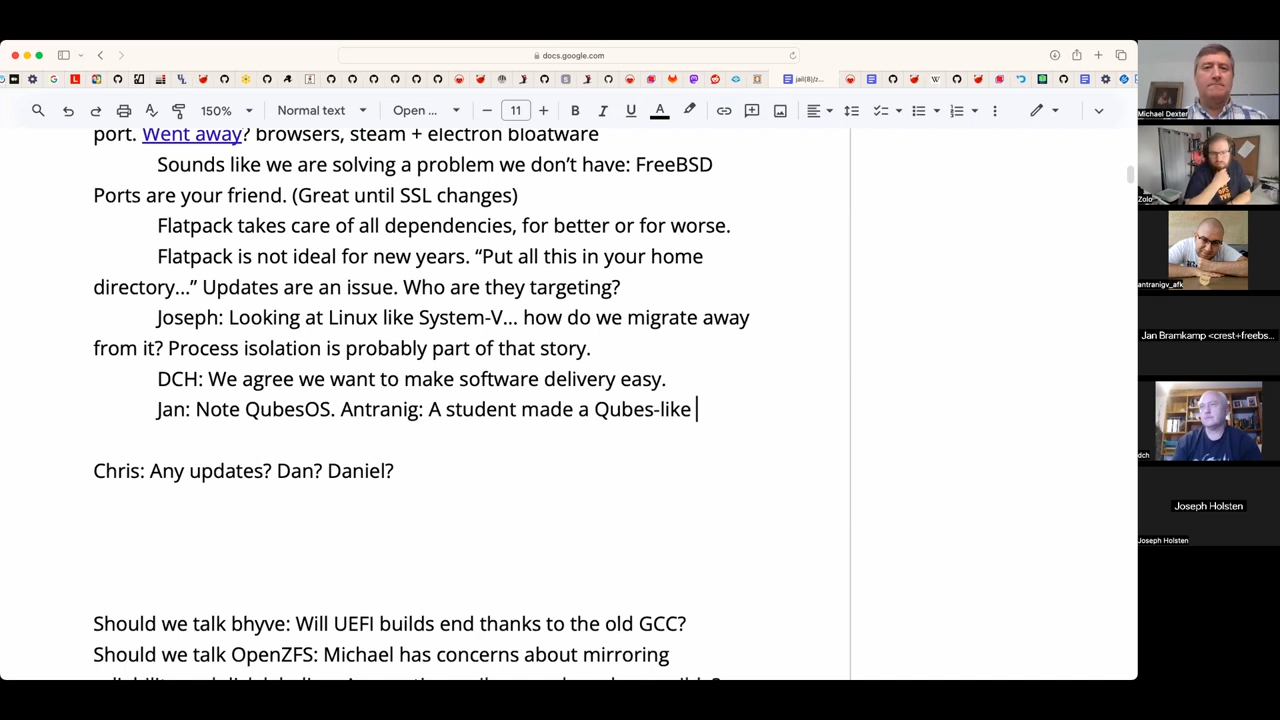 docs.google.com
jail(8)/z...
150%
Normal text
Open ...
11
port. Went away? browsers, steam + electron bloatware
Sounds like we are solving a problem we don’t have: FreeBSD
Ports are your friend. (Great until SSL changes)
Flatpack takes care of all dependencies, for better or for worse.
Flatpack is not ideal for new years. “Put all this in your home
directory...” Updates are an issue. Who are they targeting?
Joseph: Looking at Linux like System-V... how do we migrate away
from it? Process isolation is probably part of that story.
DCH: We agree we want to make software delivery easy.
Jan: Note QubesOS. Antranig: A student made a Qubes-like
Chris: Any updates? Dan? Daniel?
Should we talk bhyve: Will UEFI builds end thanks to the old GCC?
Should we talk OpenZFS: Michael has concerns about mirroring
Michael Dexter
Zolo
antranigv_afk
Jan Bramkamp <crest+freebs...
dch
Joseph Holsten
Joseph Holsten